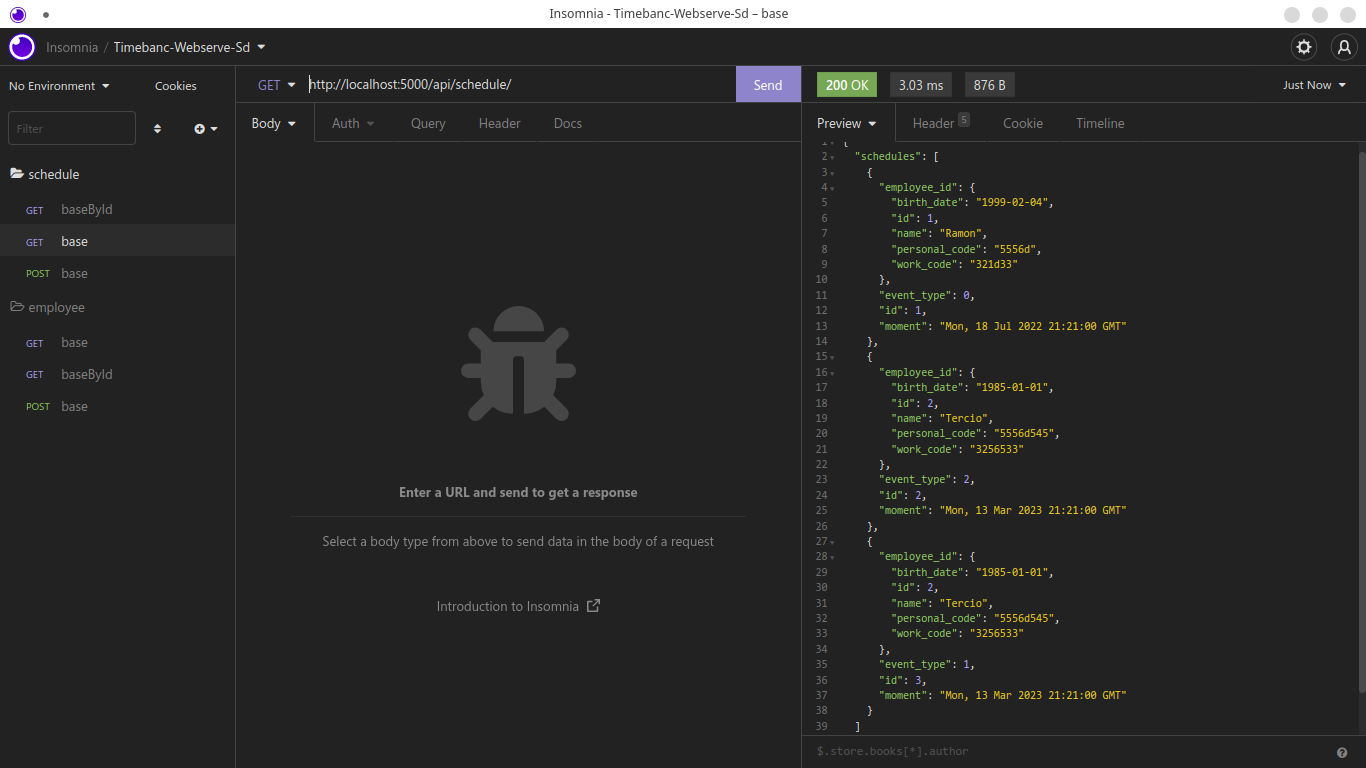 Insomnia - Timebanc-Webserve-Sd – base
Insomnia / Timebanc-Webserve-Sd
No Environment
Cookies
Filter
schedule
GET baseById
GET base
POST base
employee
GET base
GET baseById
POST base
GET http://localhost:5000/api/schedule/ Send
Body Auth Query Header Docs
Enter a URL and send to get a response
Select a body type from above to send data in the body of a request
Introduction to Insomnia
200 OK 3.03 ms 876 B Just Now
Preview Header 5 Cookie Timeline
1 {
2 "schedules": [
3 {
4 "employee_id": {
5 "birth_date": "1999-02-04",
6 "id": 1,
7 "name": "Ramon",
8 "personal_code": "5556d",
9 "work_code": "321d33"
10 },
11 "event_type": 0,
12 "id": 1,
13 "moment": "Mon, 18 Jul 2022 21:21:00 GMT"
14 },
15 {
16 "employee_id": {
17 "birth_date": "1985-01-01",
18 "id": 2,
19 "name": "Tercio",
20 "personal_code": "5556d545",
21 "work_code": "3256533"
22 },
23 "event_type": 2,
24 "id": 2,
25 "moment": "Mon, 13 Mar 2023 21:21:00 GMT"
26 },
27 {
28 "employee_id": {
29 "birth_date": "1985-01-01",
30 "id": 2,
31 "name": "Tercio",
32 "personal_code": "5556d545",
33 "work_code": "3256533"
34 },
35 "event_type": 1,
36 "id": 3,
37 "moment": "Mon, 13 Mar 2023 21:21:00 GMT"
38 }
39 ]
$.store.books[*].author